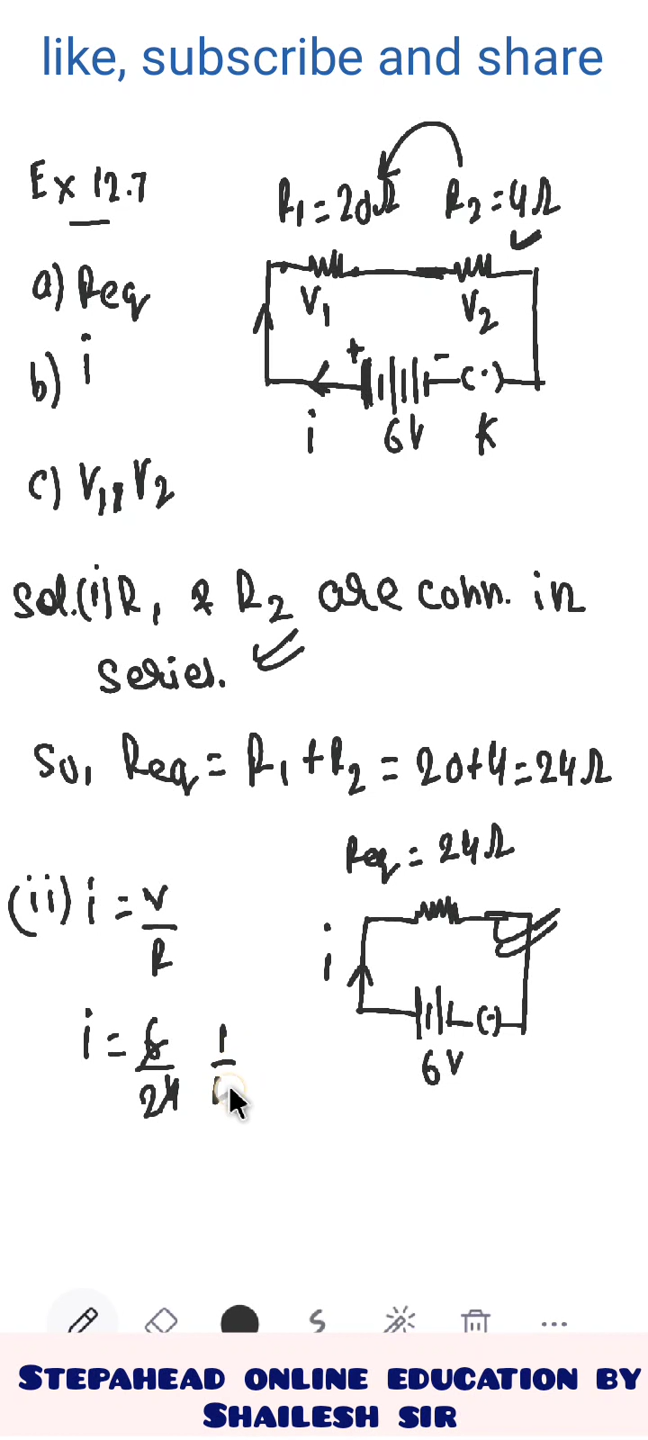 like, subscribe and share
Ex 12.7
R₁=20Ω R₂=4Ω
a) Req
V₁ V₂
b) i
+ -
i 6V K
c) V₁, V₂
Sol.(i) R₁ & R₂ are conn. in
series.
So, Req = R₁+R₂ = 20+4=24Ω
Req = 24Ω
(ii) i = V/R
i
i = 6/24 1/
6V
STEPAHEAD ONLINE EDUCATION BY
SHAILESH SIR